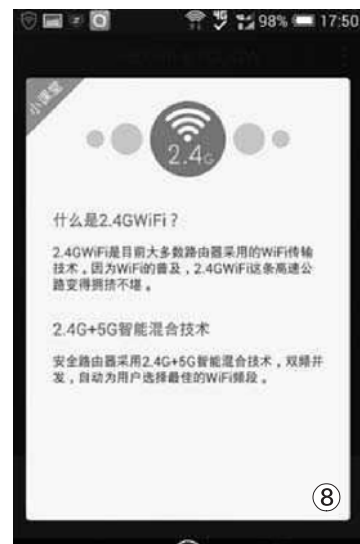 4G
98%
17:50
小课堂
2.4G
什么是2.4GWiFi？
2.4GWiFi是目前大多数路由器采用的WiFi传输
技术，因为WiFi的普及，2.4GWiFi这条高速公
路变得拥挤不堪。
2.4G+5G智能混合技术
安全路由器采用2.4G+5G智能混合技术，双频并
发，自动为用户选择最佳的WiFi频段。
⑧